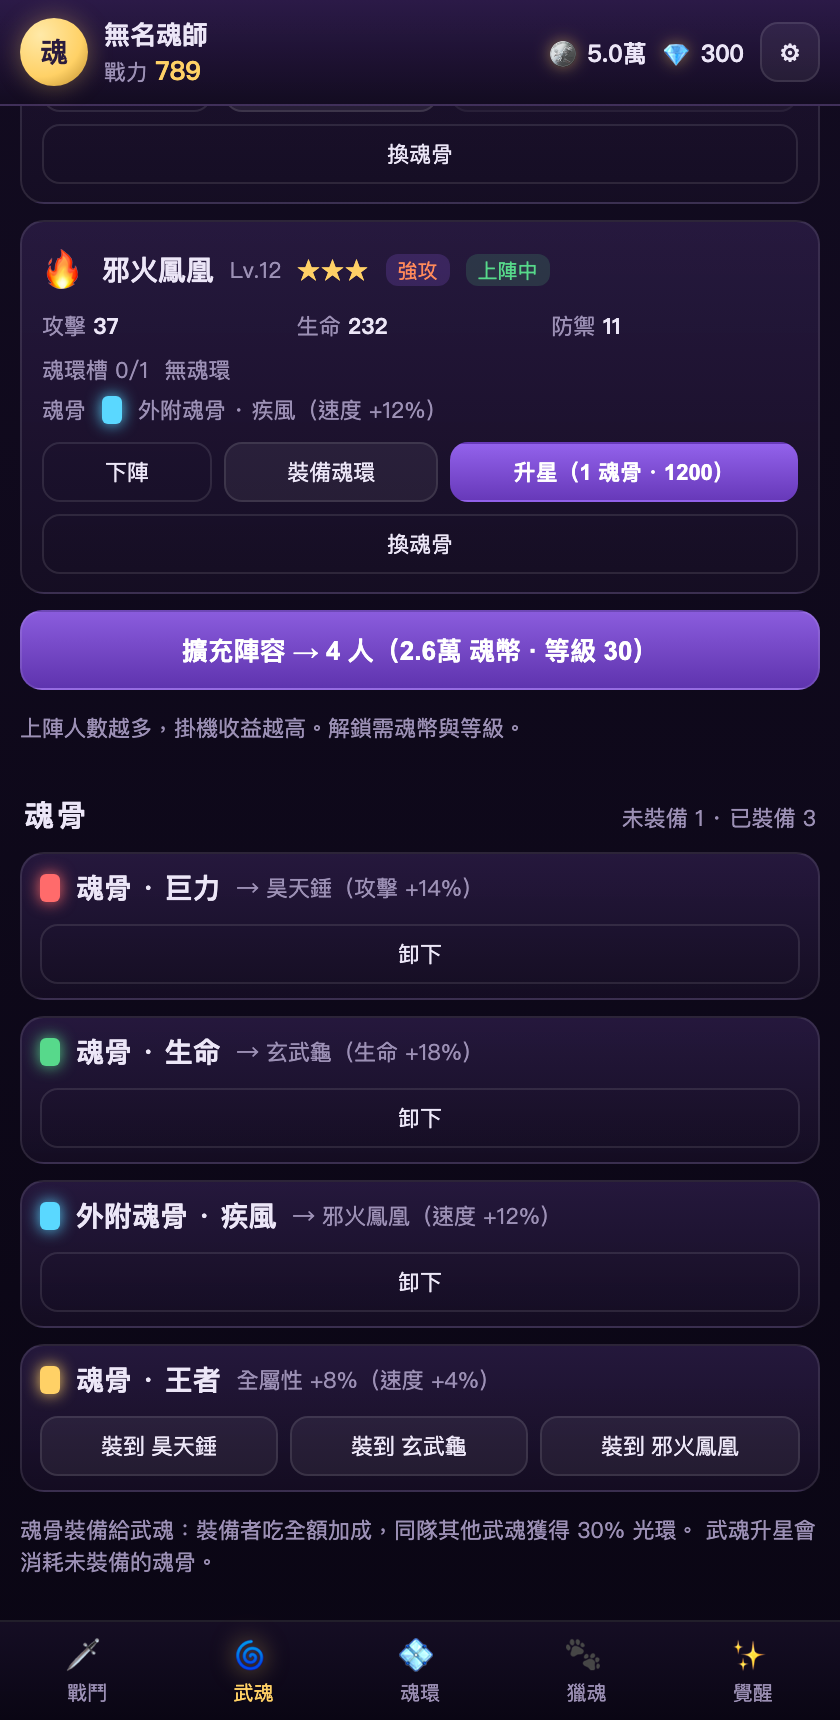 魂
無名魂師
戰力 789
5.0萬 300
換魂骨
邪火鳳凰 Lv.12 ★★★ 強攻 上陣中
攻擊 37 生命 232 防禦 11
魂環槽 0/1 無魂環
魂骨 外附魂骨 · 疾風（速度 +12%）
下陣 裝備魂環 升星（1 魂骨 · 1200）
換魂骨
擴充陣容 → 4 人（2.6萬 魂幣 · 等級 30）
上陣人數越多，掛機收益越高。解鎖需魂幣與等級。
魂骨 未裝備 1 · 已裝備 3
魂骨 · 巨力 → 昊天錘（攻擊 +14%）
卸下
魂骨 · 生命 → 玄武龜（生命 +18%）
卸下
外附魂骨 · 疾風 → 邪火鳳凰（速度 +12%）
卸下
魂骨 · 王者 全屬性 +8%（速度 +4%）
裝到 昊天錘 裝到 玄武龜 裝到 邪火鳳凰
魂骨裝備給武魂：裝備者吃全額加成，同隊其他武魂獲得 30% 光環。 武魂升星會
消耗未裝備的魂骨。
戰鬥 武魂 魂環 獵魂 覺醒